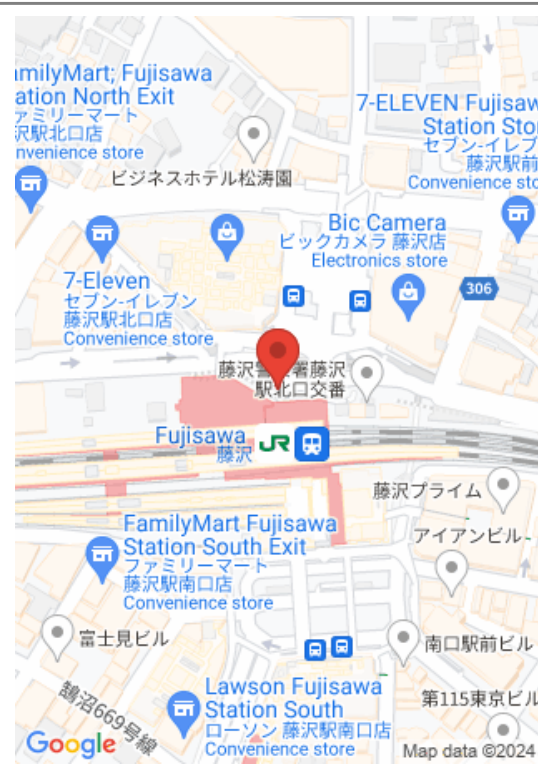 amilyMart; Fujisawa
ation North Exit
ァミリーマート
沢駅北口店
nvenience store
7-ELEVEN Fujisaw
Station Sto
セブン-イレブ
藤沢駅前
Convenience sto
ビジネスホテル松涛園
Bic Camera
ビックカメラ 藤沢店
Electronics store
306
7-Eleven
セブン-イレブン
藤沢駅北口店
Convenience store
藤沢警 署藤沢
駅北口交番
Fujisawa
藤沢
JR
藤沢プライム
FamilyMart Fujisawa
Station South Exit
ファミリーマート
藤沢駅南口店
Convenience store
アイアンビル
富士見ビル
南口駅前ビル
鵠沼669号線
Lawson Fujisawa
Station South
ローソン 藤沢駅南口店
Convenience store
第115東京ビル
Google
Map data ©2024